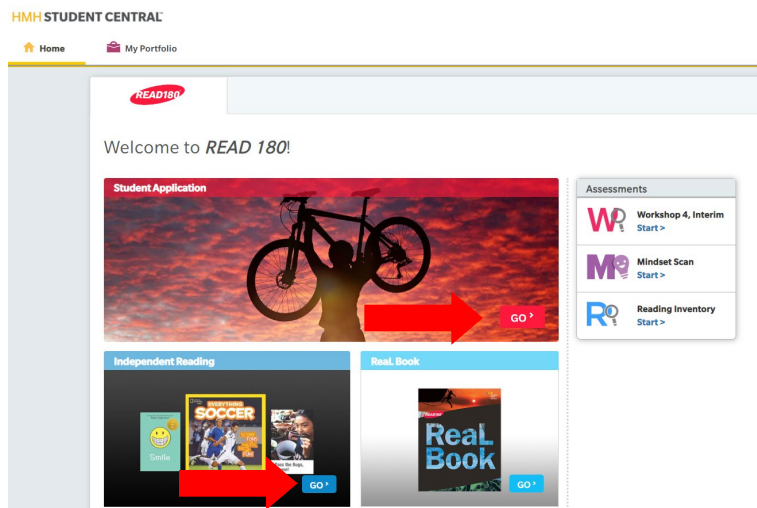 HMH STUDENT CENTRAL™
Home
My Portfolio
READ180
Welcome to READ 180!
Student Application
GO >
Assessments
Workshop 4, Interim
Start >
Mindset Scan
Start >
Reading Inventory
Start >
Independent Reading
EVERYTHING
SOCCER
Smile
GO >
ReaL Book
ReaL
Book
GO >